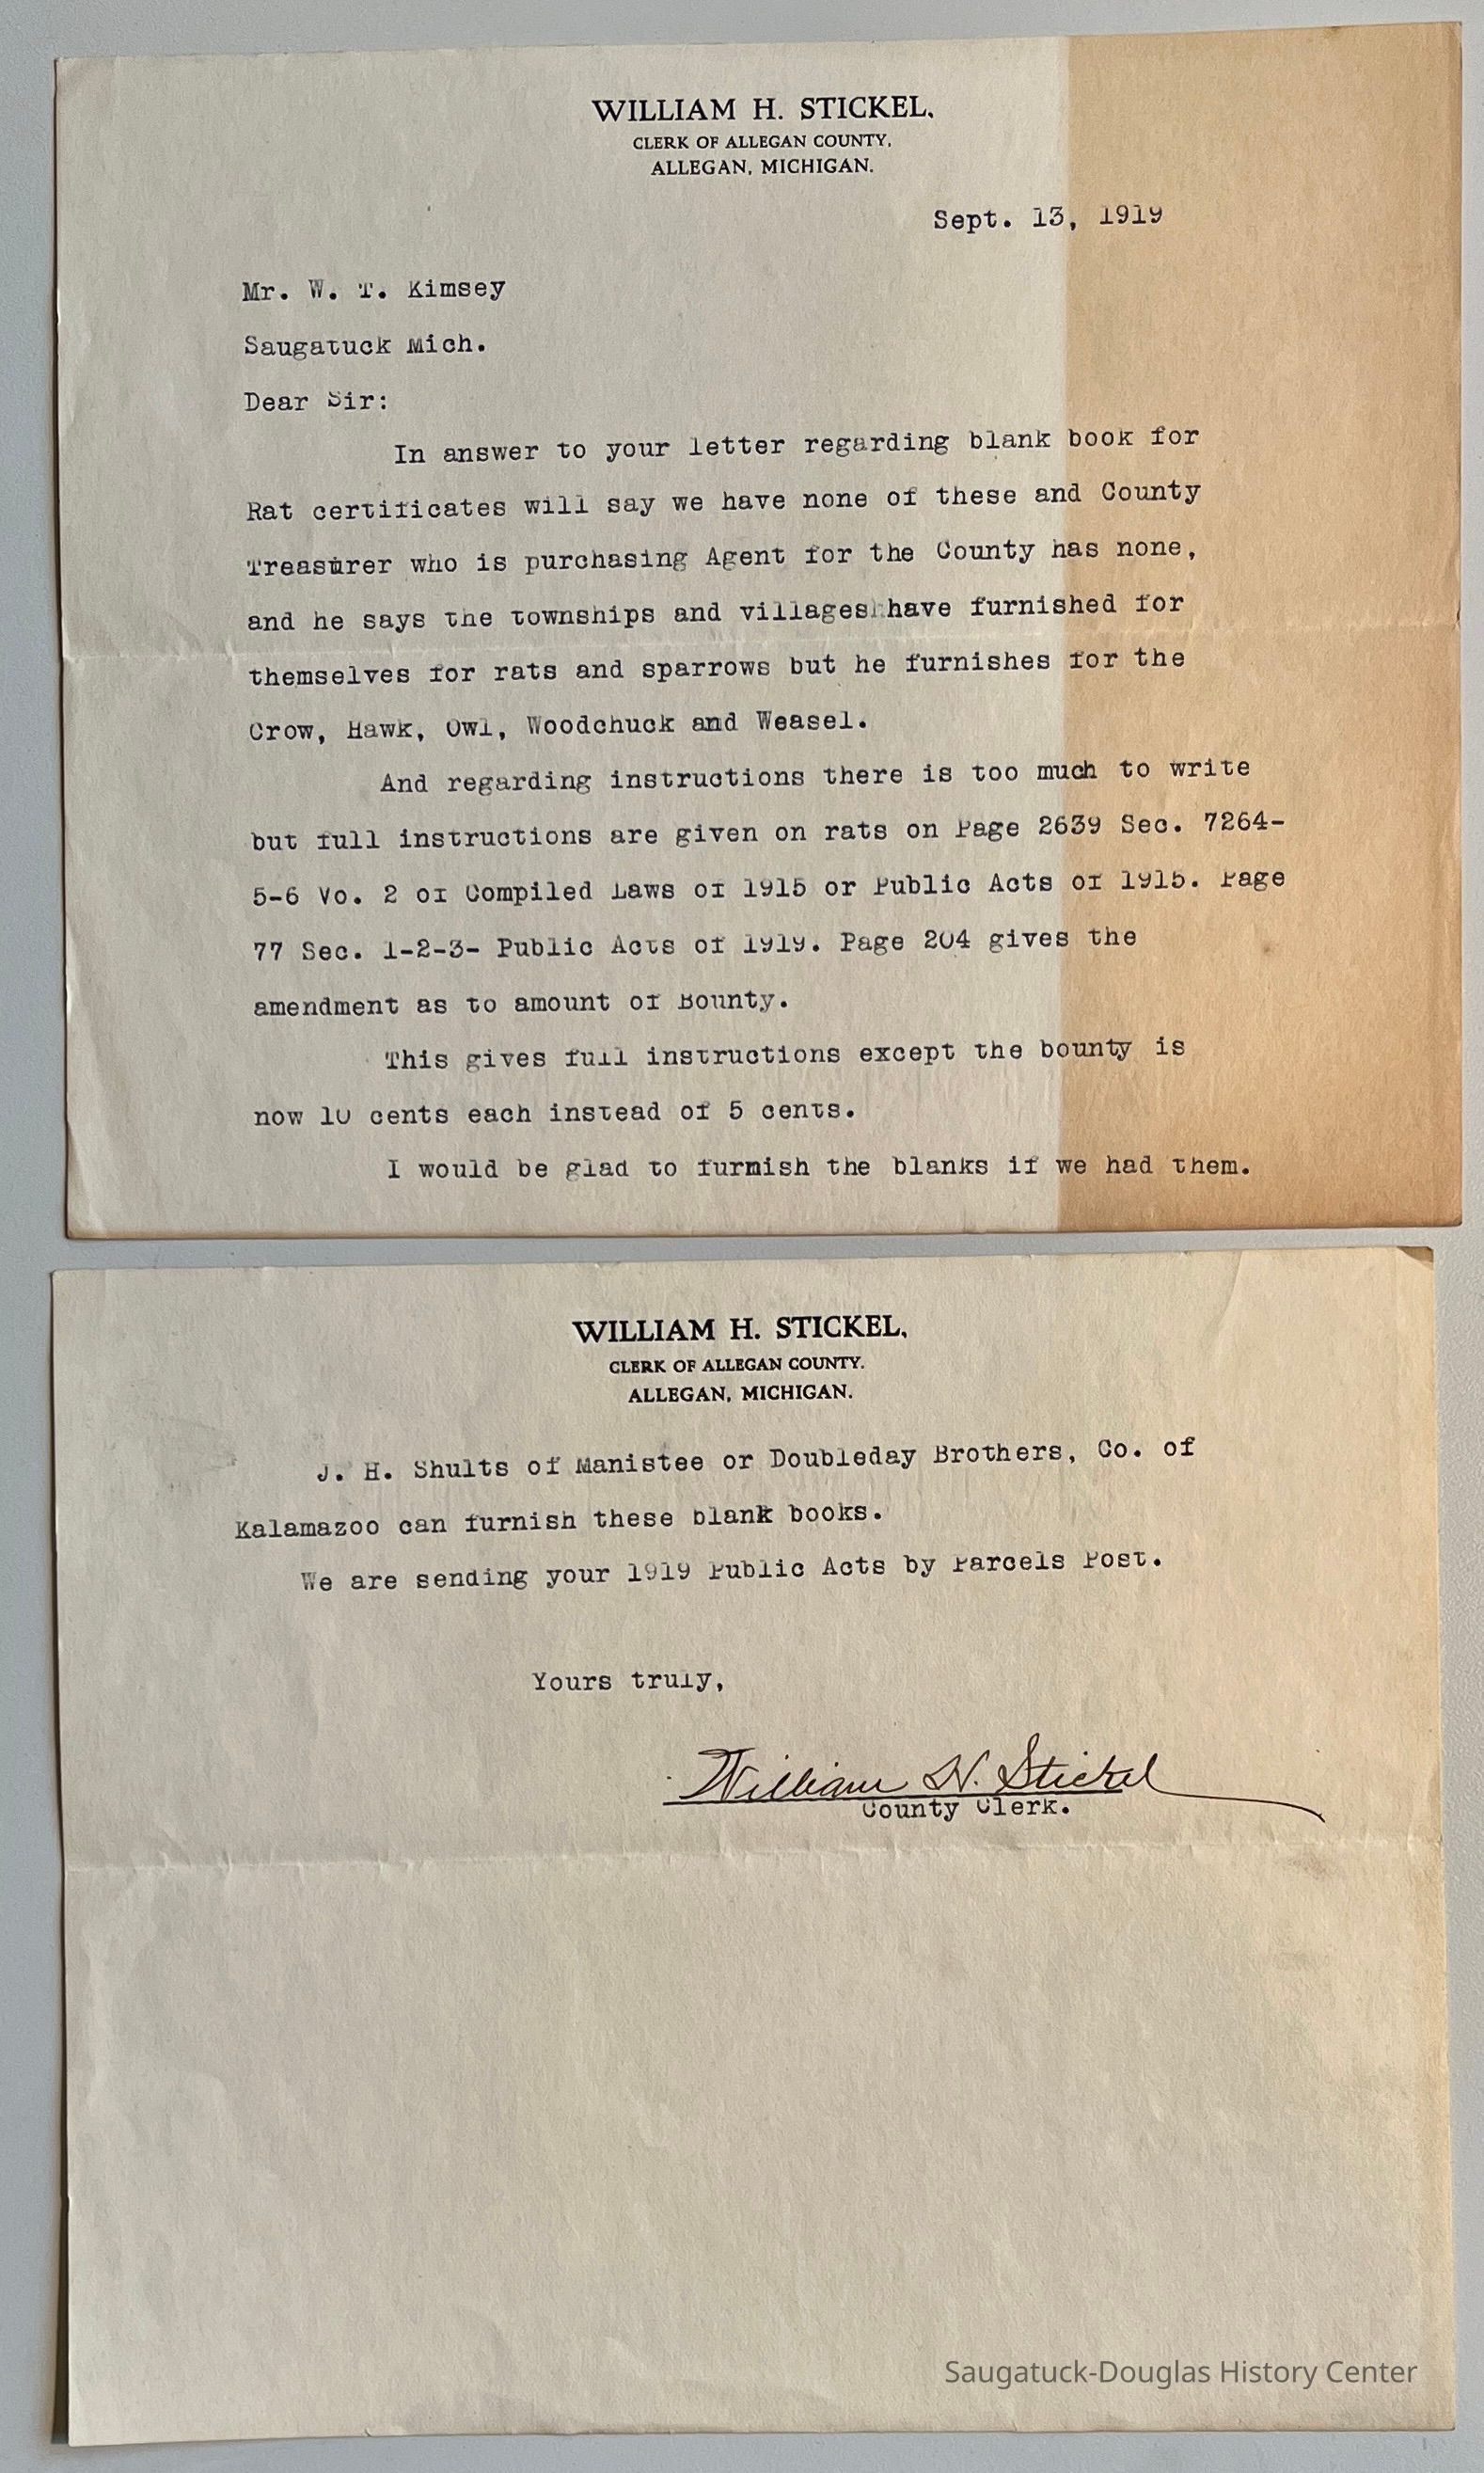 WILLIAM H. STICKEL,
CLERK OF ALLEGAN COUNTY,
ALLEGAN, MICHIGAN.
Sept. 13, 1919
Mr. W. T. Kimsey
Saugatuck Mich.
Dear Sir:
In answer to your letter regarding blank book for
Rat certificates will say we have none of these and County
Treasurer who is purchasing Agent for the County has none,
and he says the townships and villages have furnished for
themselves for rats and sparrows but he furnishes for the
Crow, Hawk, Owl, Woodchuck and Weasel.
And regarding instructions there is too much to write
but full instructions are given on rats on Page 2639 Sec. 7264-
5-6 Vo. 2 of Compiled Laws of 1915 or Public Acts of 1915. Page
77 Sec. 1-2-3- Public Acts of 1919. Page 204 gives the
amendment as to amount of Bounty.
This gives full instructions except the bounty is
now 10 cents each instead of 5 cents.
I would be glad to furnish the blanks if we had them.
WILLIAM H. STICKEL,
CLERK OF ALLEGAN COUNTY.
ALLEGAN, MICHIGAN.
J. H. Shults of Manistee or Doubleday Brothers, Co. of
Kalamazoo can furnish these blank books.
We are sending your 1919 Public Acts by Parcels Post.
Yours truly,
William H. Stickel
County Clerk.
Saugatuck-Douglas History Center